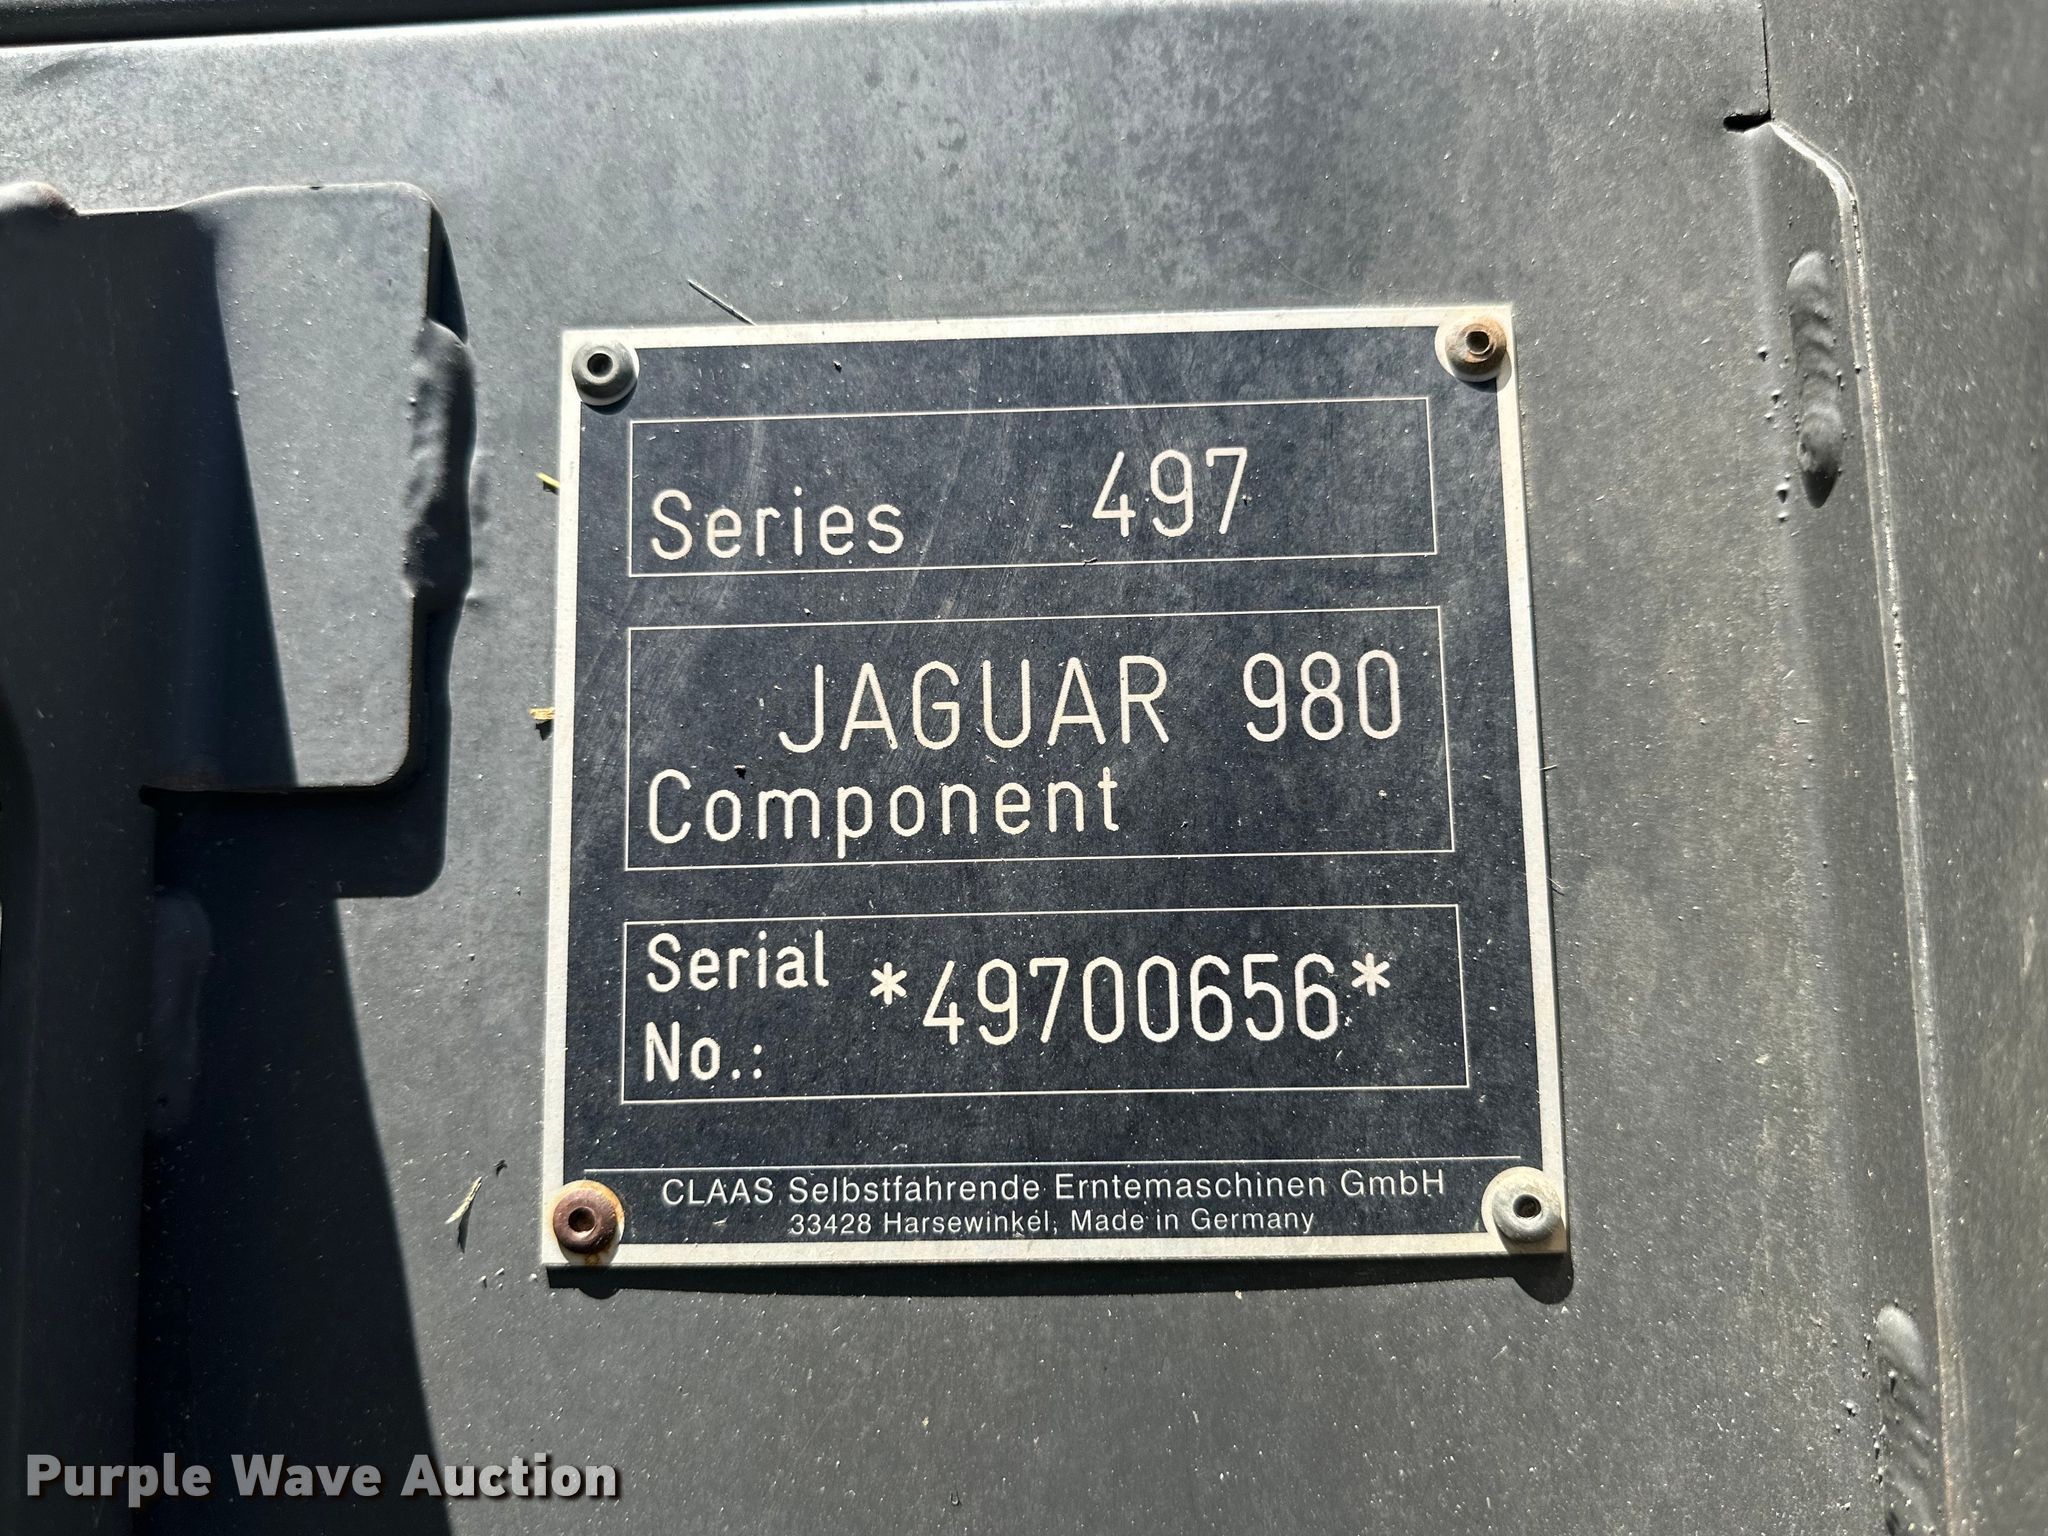 Series 497
JAGUAR 980
Component
Serial *49700656*
No.:
CLAAS Selbstfahrende Erntemaschinen GmbH
33428 Harsewinkel, Made in Germany
Purple Wave Auction